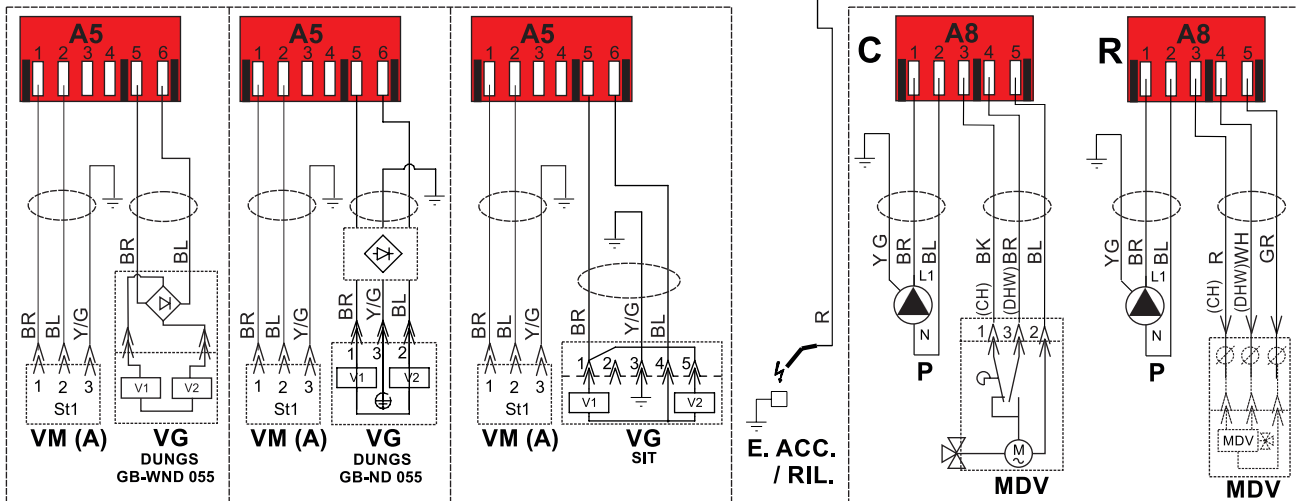 A5
1 2 3 4 5 6
BR BL Y/G BR BL
1 2 3
St1
V1 V2
VM (A)
VG
DUNGS
GB-WND 055
A5
1 2 3 4 5 6
BR BL Y/G BR Y/G BL
1 3 2
1 2 3
St1
V1 V2
VM (A)
VG
DUNGS
GB-ND 055
A5
1 2 3 4 5 6
BR BL Y/G BR Y/G BL
1 2 3 4 5
1 2 3
St1
V1 V2
VM (A)
VG
SIT
R
E. ACC.
/ RIL.
C
A8
1 2 3 4 5
Y G BR BL (CH) BK (DHW) BR BL
L1
N
P
1 3 2
M
~
MDV
R
A8
1 2 3 4 5
YG BR BL (CH) R (DHW) WH GR
L1
N
P
MDV
MDV